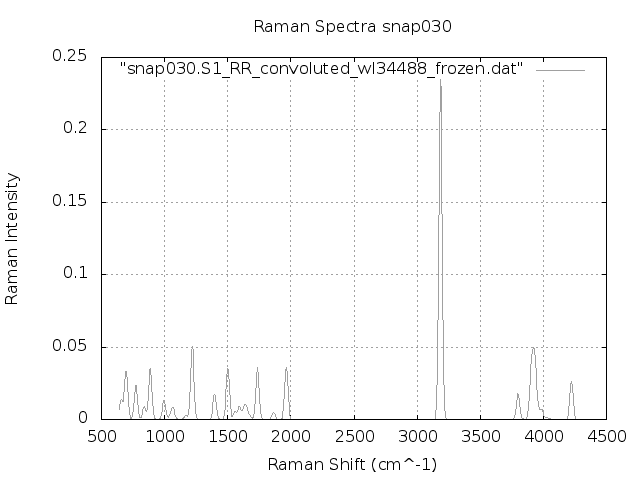 Raman Spectra snap030
"snap030.S1_RR_convoluted_wl34488_frozen.dat"
0.25
0.2
0.15
0.1
0.05
0
Raman Intensity
500 1000 1500 2000 2500 3000 3500 4000 4500
Raman Shift (cm^-1)